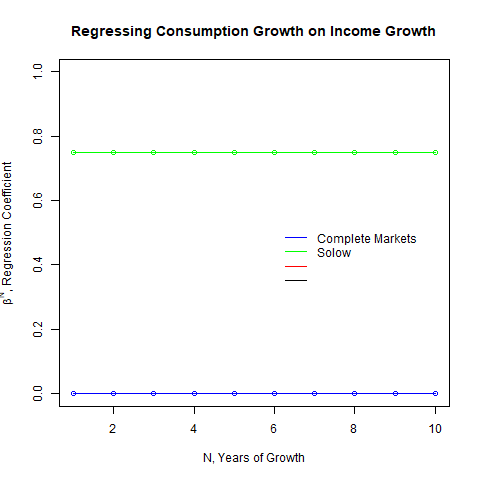 Regressing Consumption Growth on Income Growth
1.0
0.8
0.6
0.4
0.2
0.0
β^N, Regression Coefficient
Complete Markets
Solow
2
4
6
8
10
N, Years of Growth